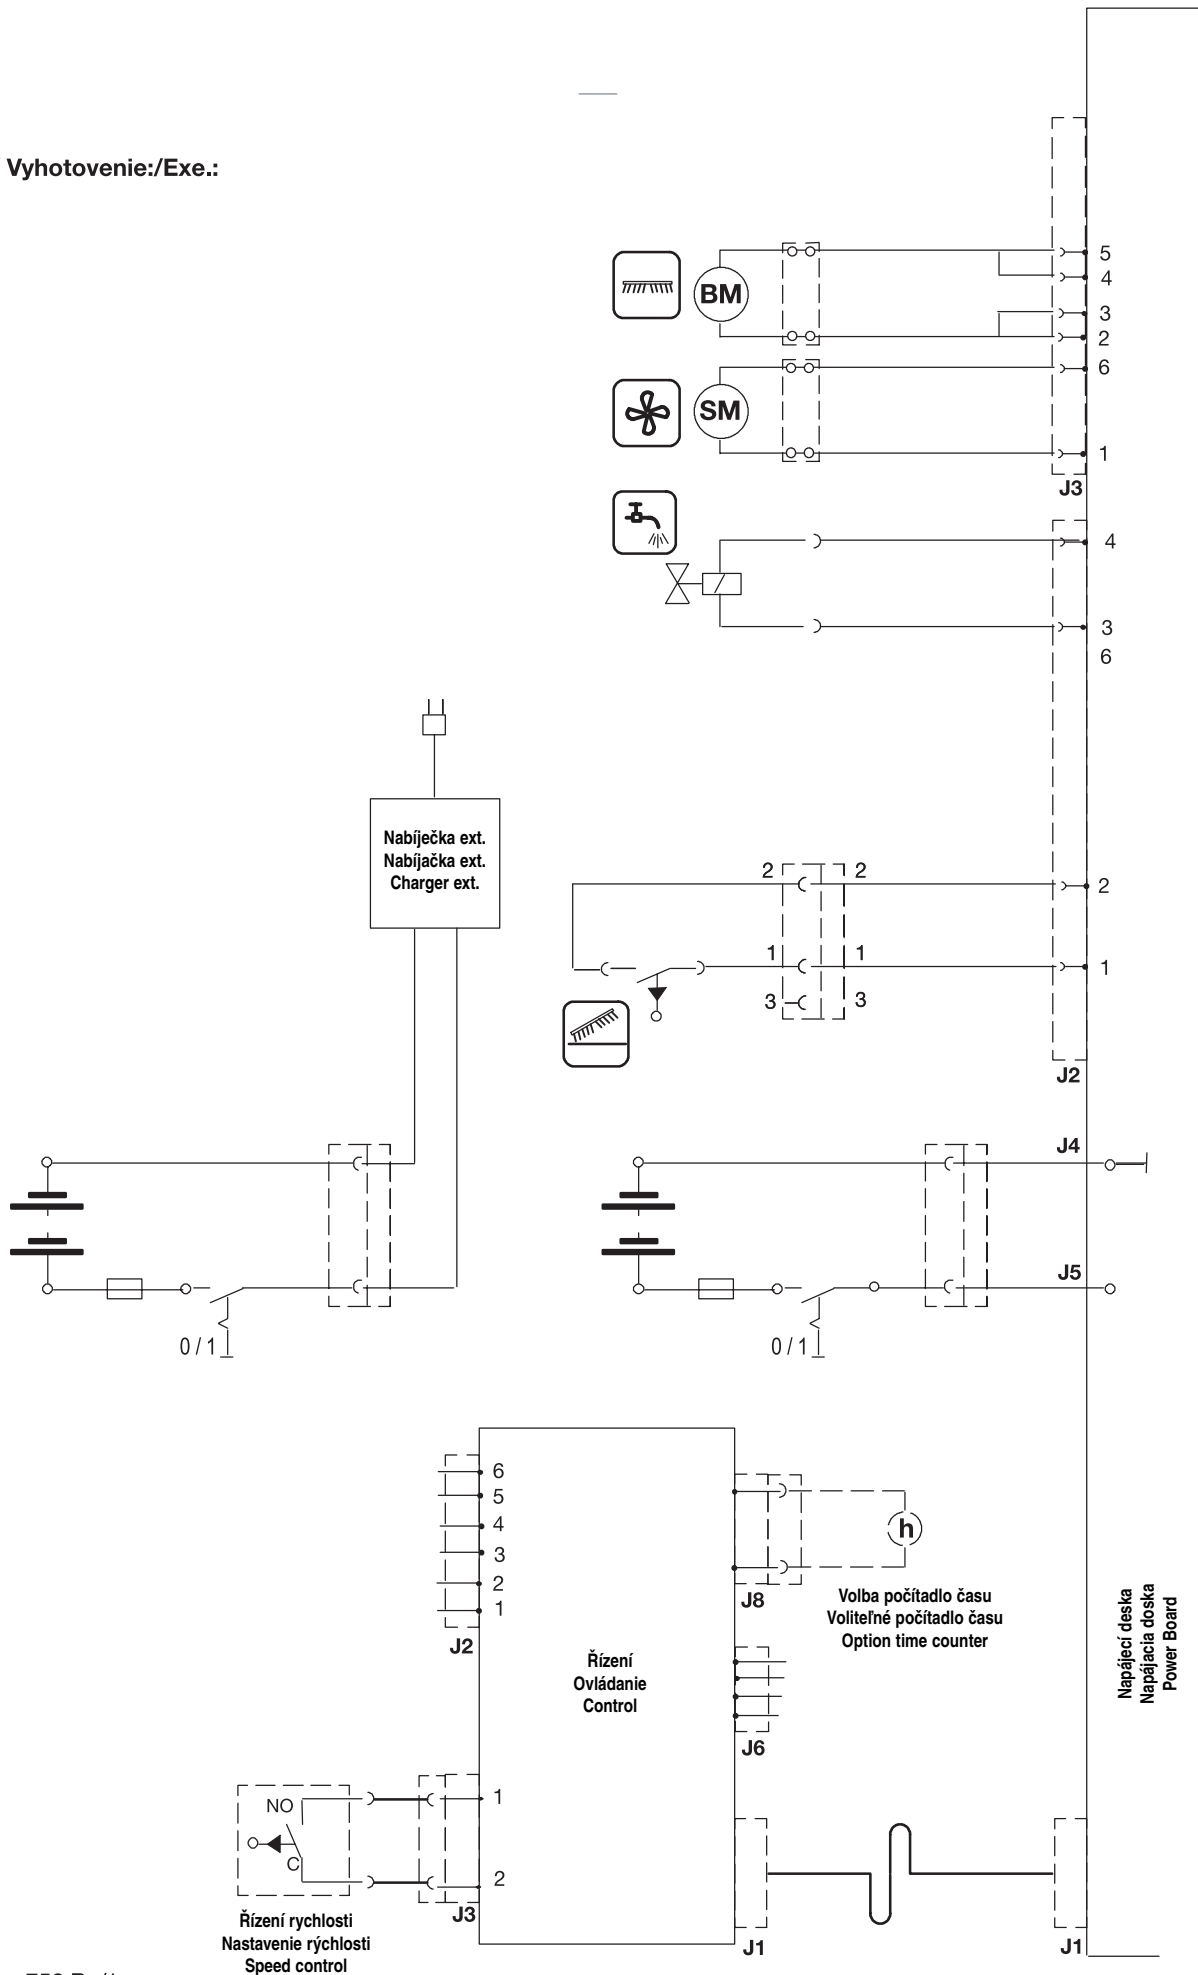 Vyhotovenie:/Exe.:
BM
5
4
3
2
SM
6
1
J3
4
3
6
Nabíječka ext.
Nabíjačka ext.
Charger ext.
2 2
2
1 1
1
3 3
J2
J4
J5
0 / 1
0 / 1
6
5
4
3
2
1
J2
h
J8
Volba počítadlo času
Voliteľné počítadlo času
Option time counter
Řízení
Ovládanie
Control
J6
Napájecí deska
Napájacia doska
Power Board
NO
C
1
2
J3
Řízení rychlosti
Nastavenie rýchlosti
Speed control
J1
J1